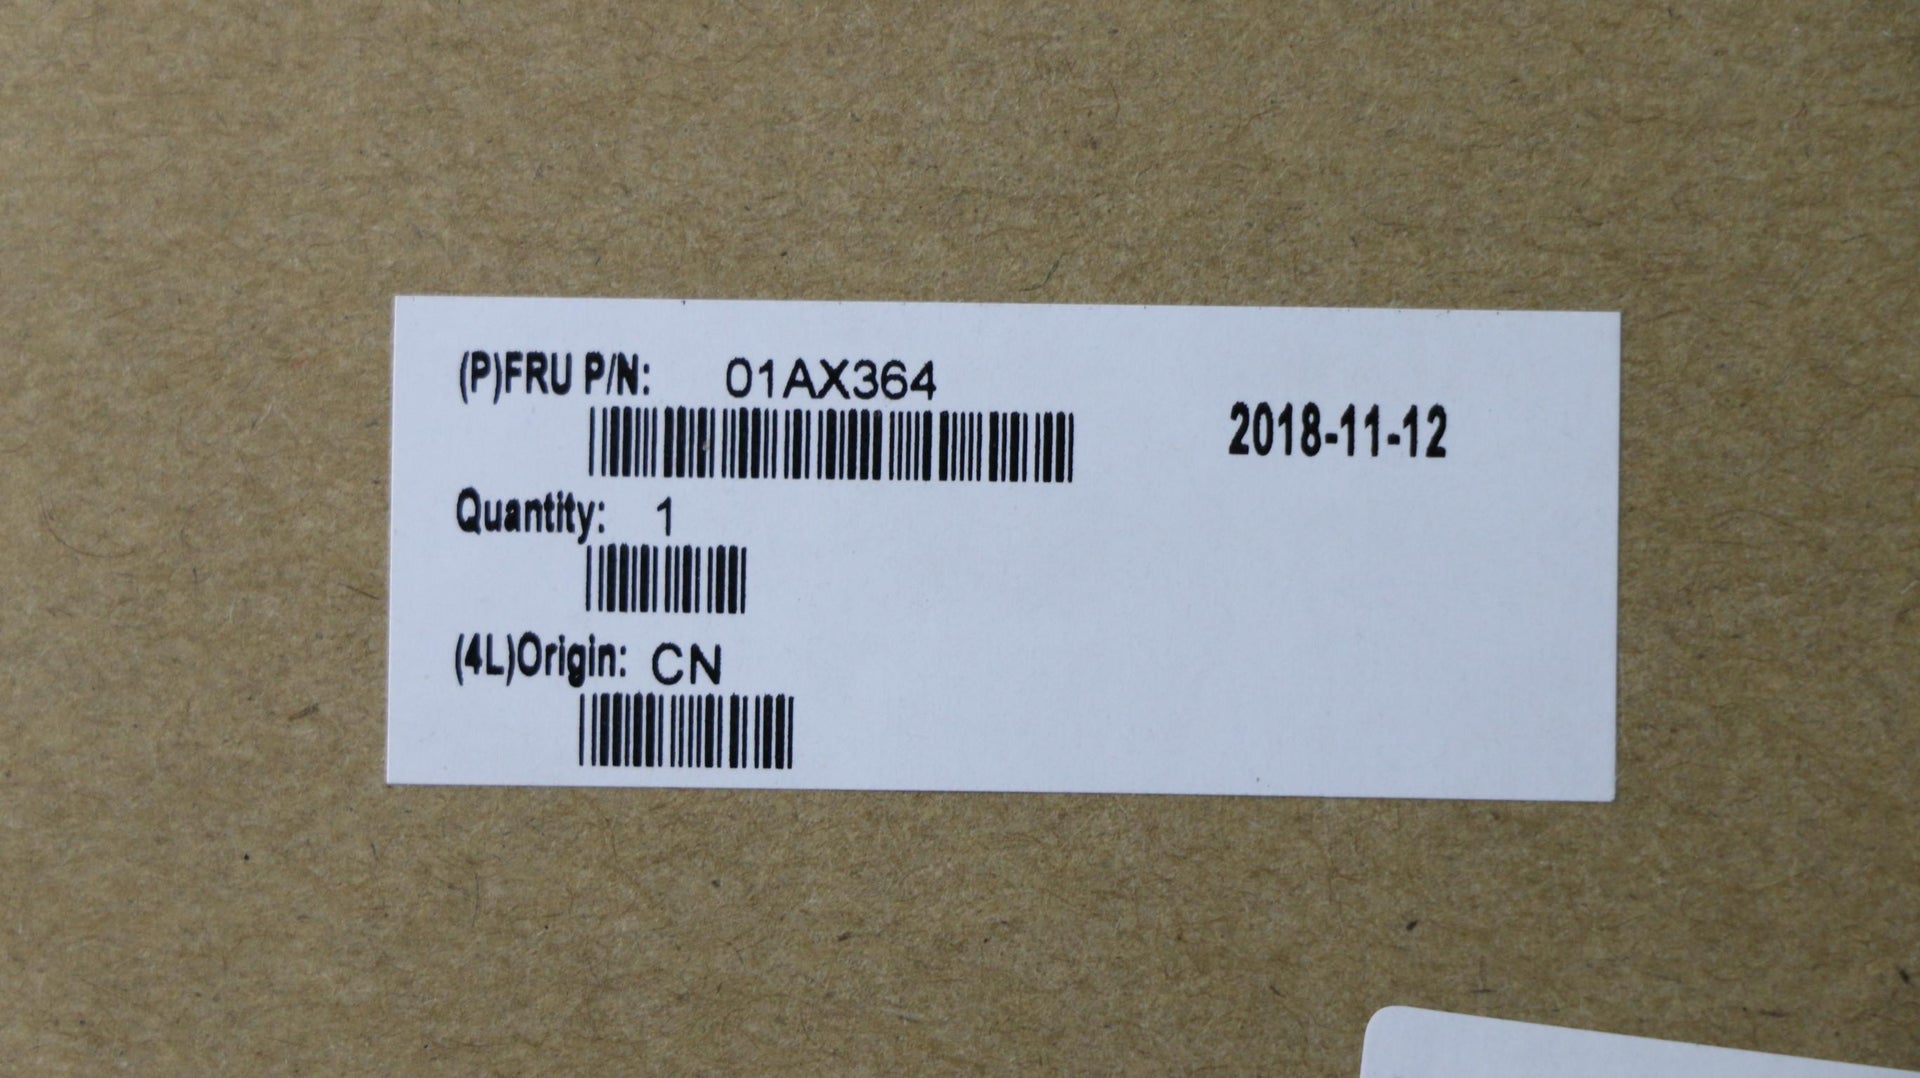 (P)FRU P/N: 01AX364
2018-11-12
Quantity: 1
(4L)Origin: CN